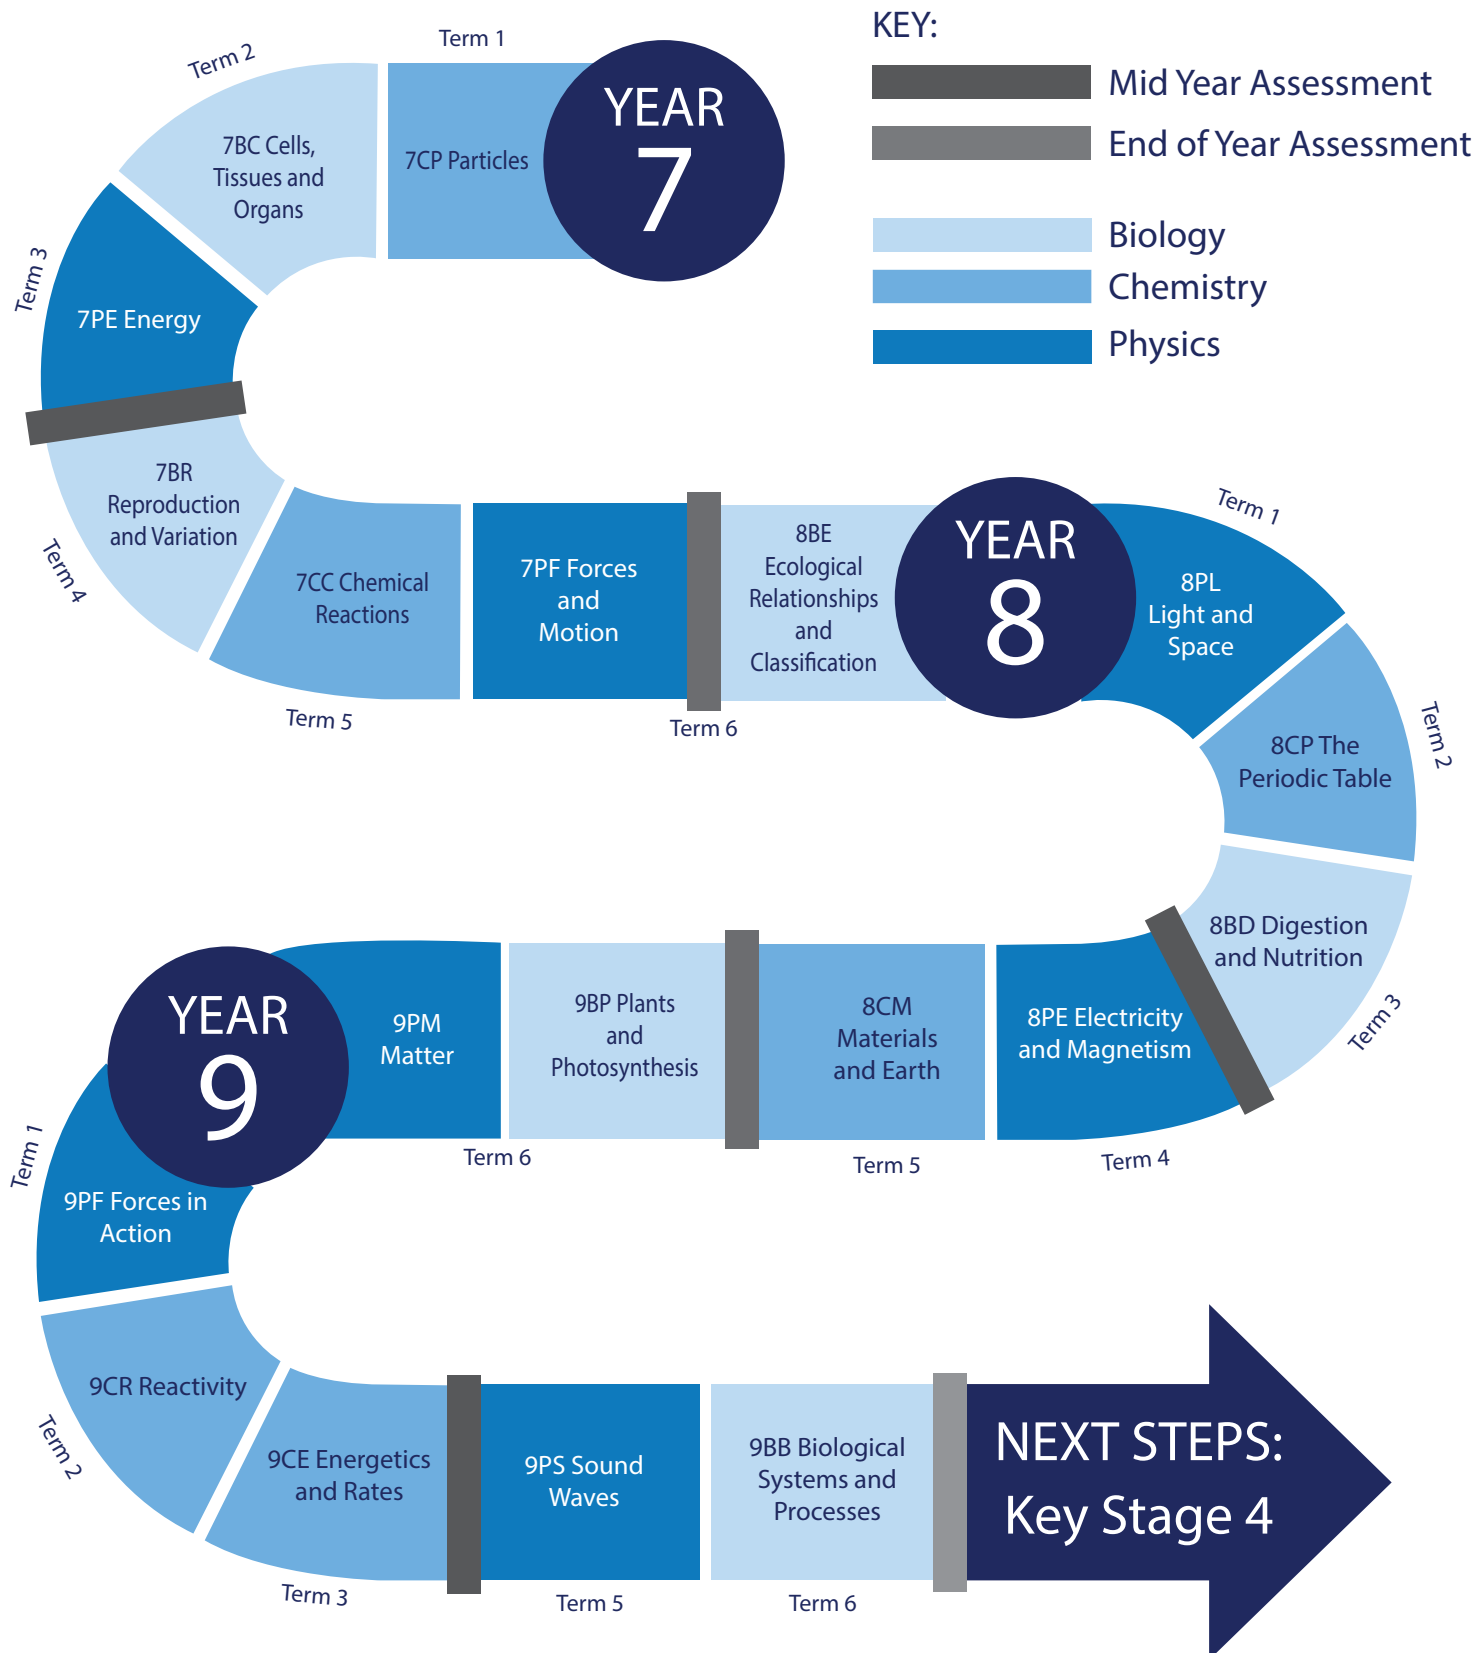 KEY:
Mid Year Assessment
End of Year Assessment
Biology
Chemistry
Physics
YEAR
7
Term 1
7CP Particles
Term 2
7BC Cells,
Tissues and
Organs
Term 3
7PE Energy
7BR
Reproduction
and Variation
Term 4
7CC Chemical
Reactions
Term 5
7PF Forces
and
Motion
Term 6
8BE
Ecological
Relationships
and
Classification
YEAR
8
Term 1
8PL
Light and
Space
Term 2
8CP The
Periodic Table
8BD Digestion
and Nutrition
Term 3
8PE Electricity
and Magnetism
Term 4
8CM
Materials
and Earth
Term 5
9BP Plants
and
Photosynthesis
Term 6
9PM
Matter
YEAR
9
Term 1
9PF Forces in
Action
9CR Reactivity
Term 2
9CE Energetics
and Rates
Term 3
9PS Sound
Waves
Term 5
9BB Biological
Systems and
Processes
Term 6
NEXT STEPS:
Key Stage 4